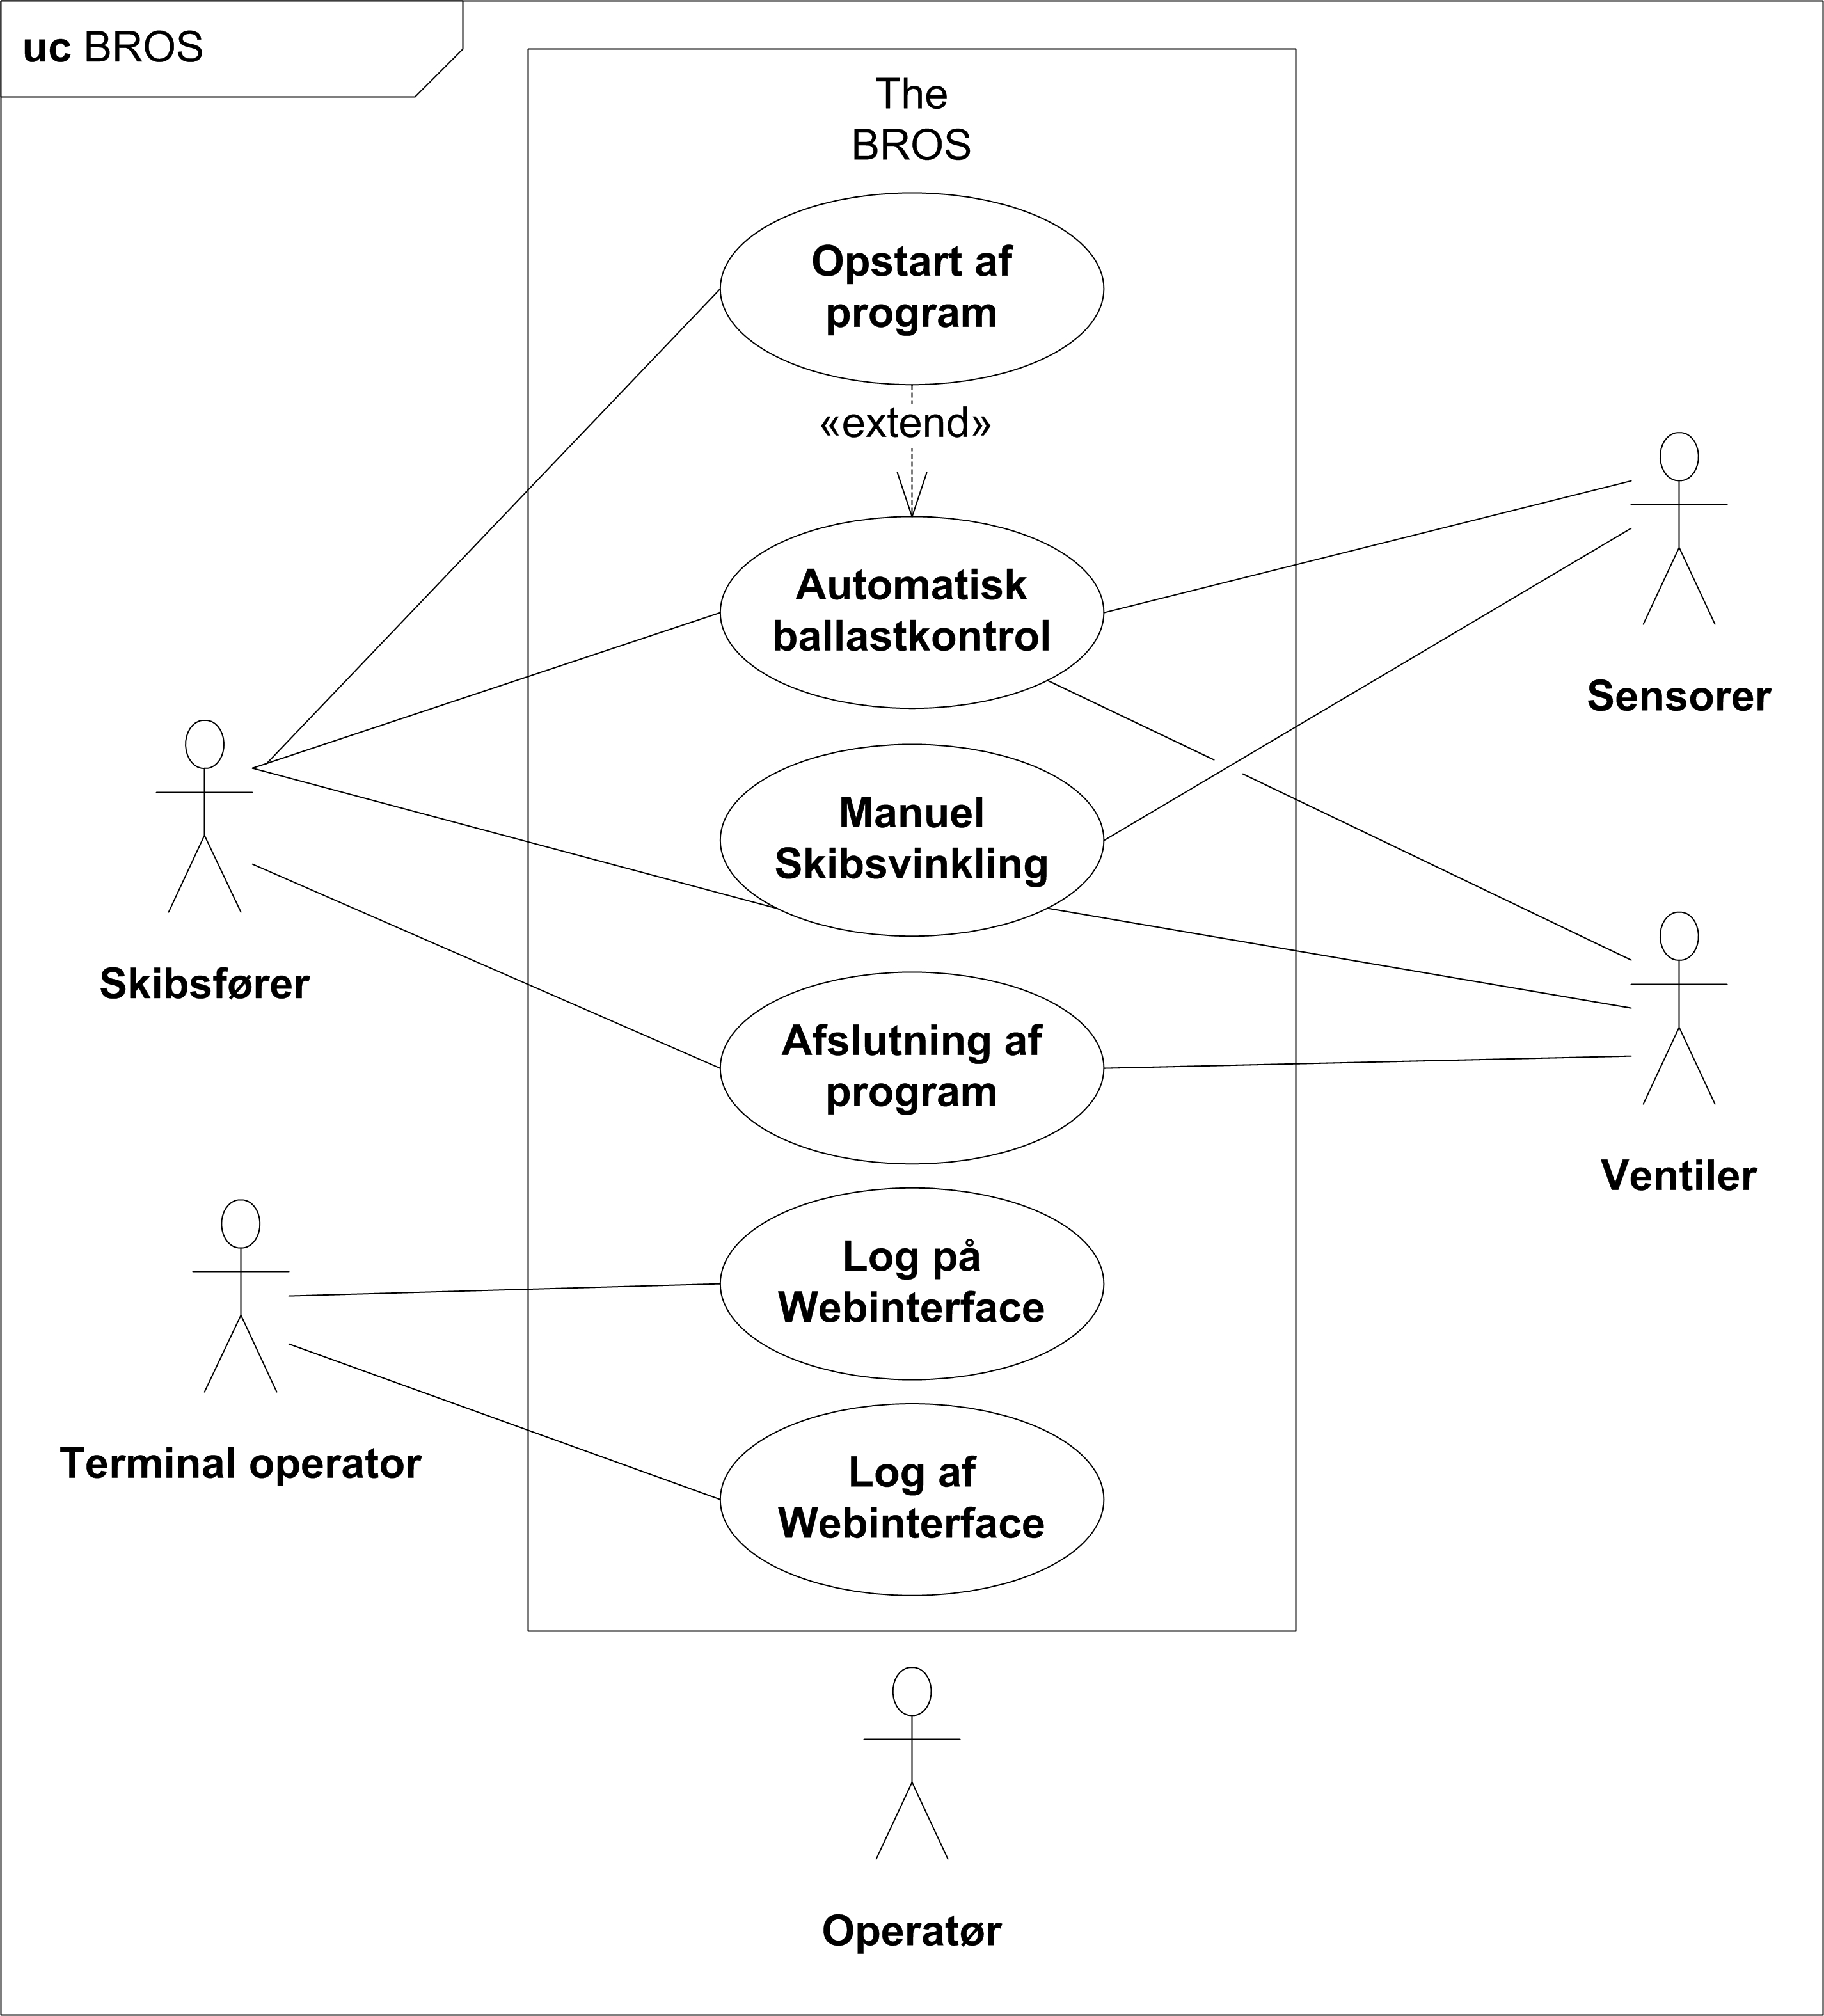 uc BROS
The
BROS
Opstart af
program
«extend»
Automatisk
ballastkontrol
Sensorer
Manuel
Skibsvinkling
Skibsfører
Afslutning af
program
Ventiler
Log på
Webinterface
Terminal operator
Log af
Webinterface
Operatør